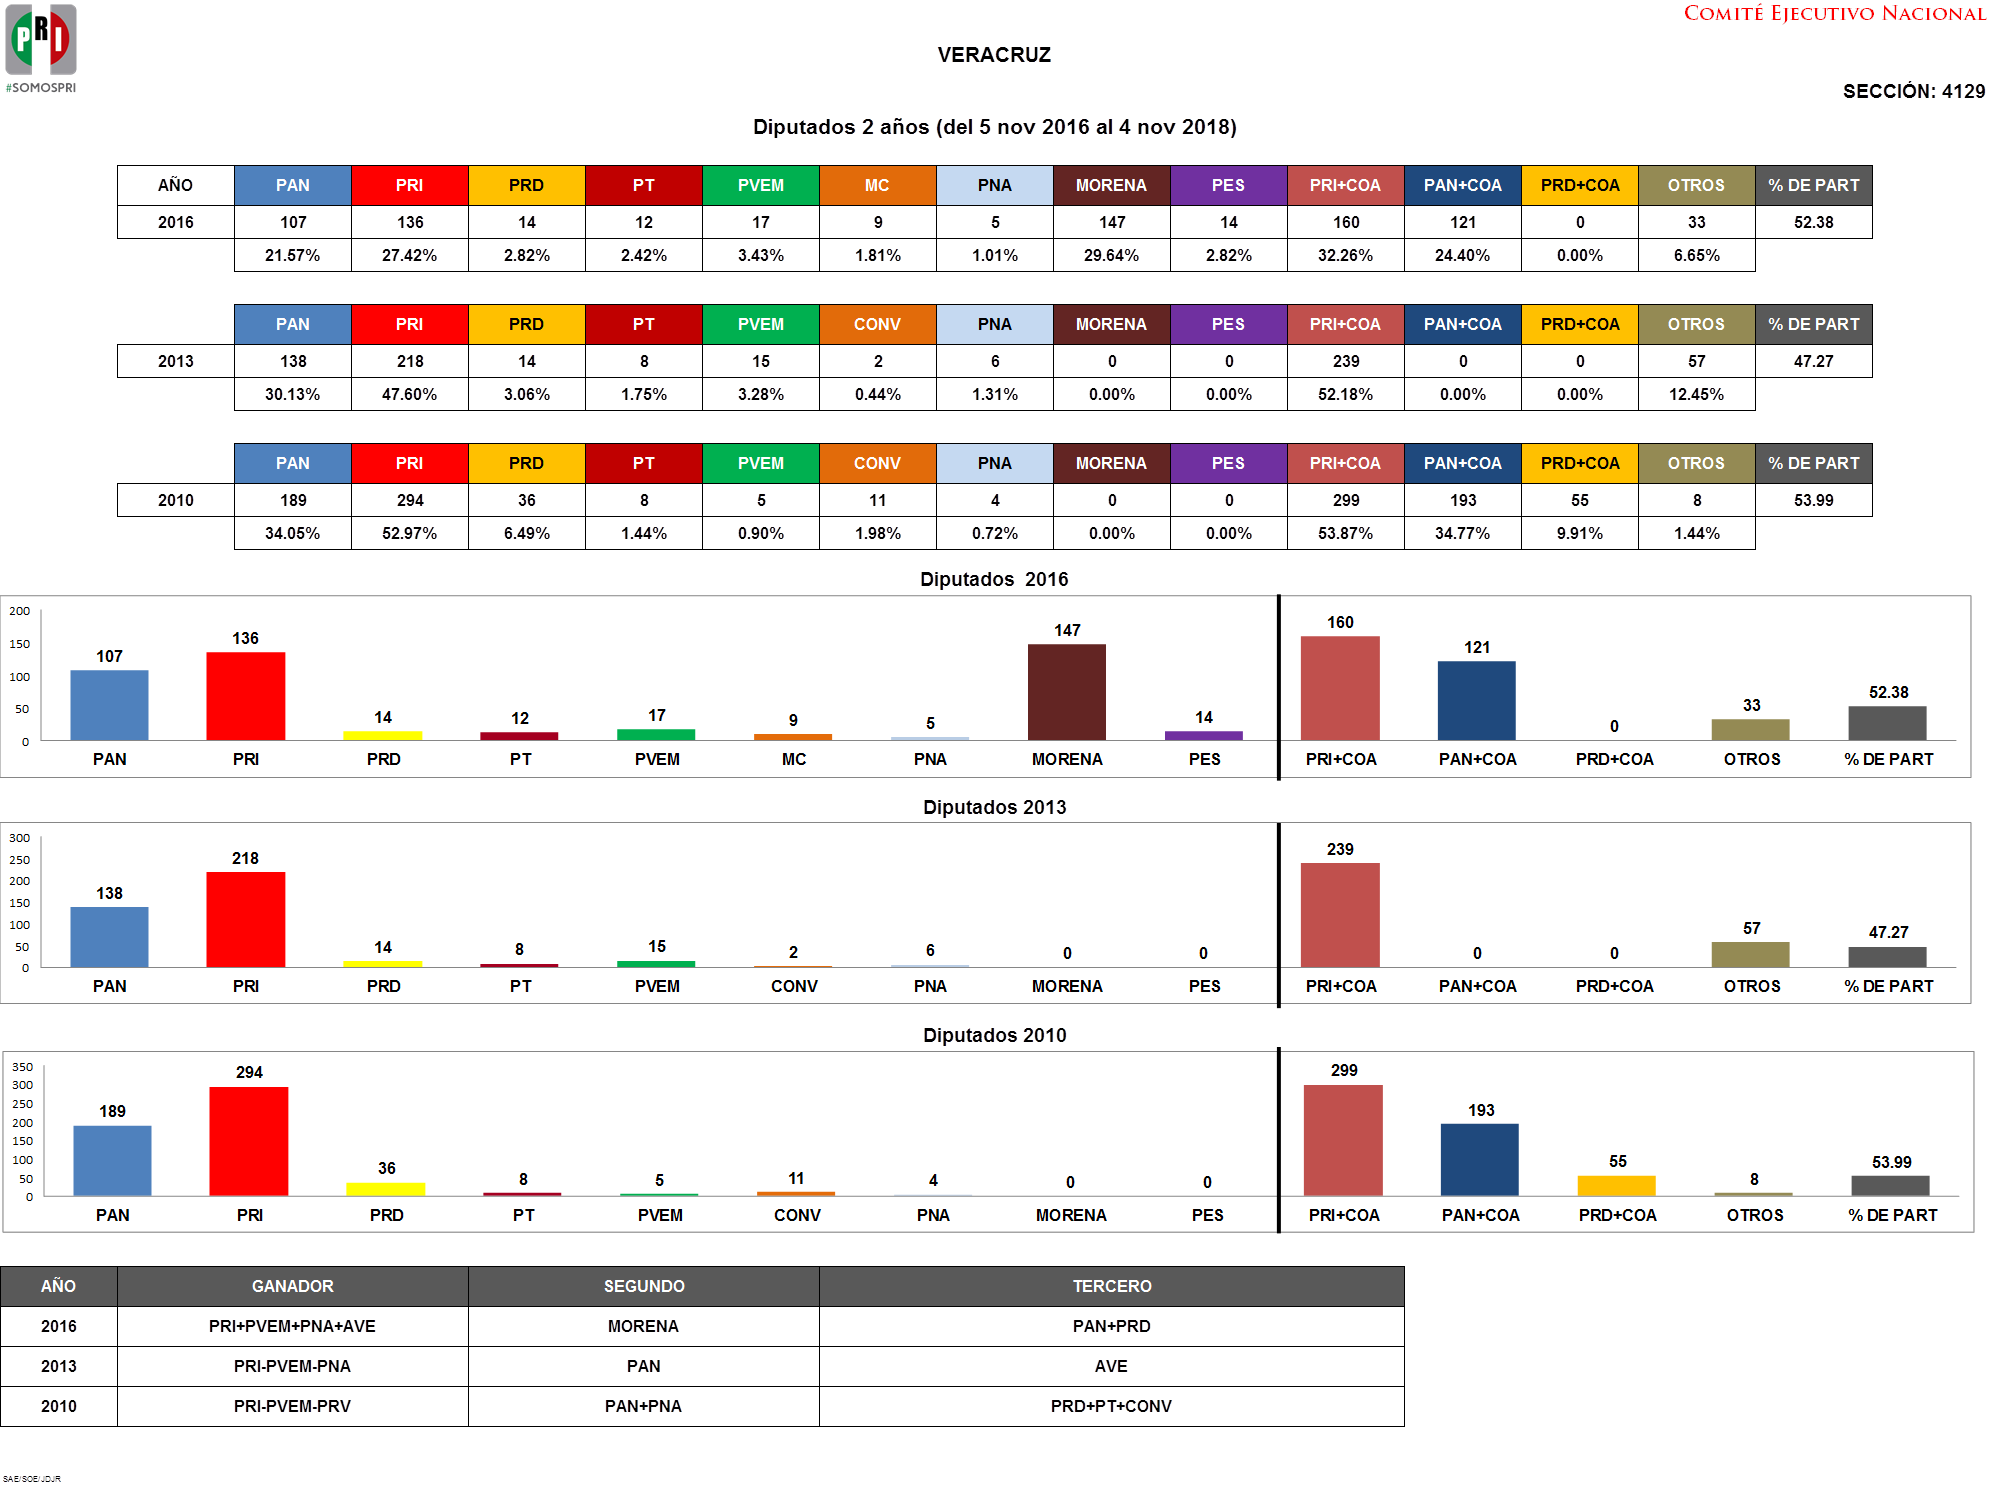 PRI
#SOMOSPRI
COMITÉ EJECUTIVO NACIONAL
VERACRUZ
SECCIÓN: 4129
Diputados 2 años (del 5 nov 2016 al 4 nov 2018)
AÑO PAN PRI PRD PT PVEM MC PNA MORENA PES PRI+COA PAN+COA PRD+COA OTROS % DE PART
2016 107 136 14 12 17 9 5 147 14 160 121 0 33 52.38
21.57% 27.42% 2.82% 2.42% 3.43% 1.81% 1.01% 29.64% 2.82% 32.26% 24.40% 0.00% 6.65%
PAN PRI PRD PT PVEM CONV PNA MORENA PES PRI+COA PAN+COA PRD+COA OTROS % DE PART
2013 138 218 14 8 15 2 6 0 0 239 0 0 57 47.27
30.13% 47.60% 3.06% 1.75% 3.28% 0.44% 1.31% 0.00% 0.00% 52.18% 0.00% 0.00% 12.45%
PAN PRI PRD PT PVEM CONV PNA MORENA PES PRI+COA PAN+COA PRD+COA OTROS % DE PART
2010 189 294 36 8 5 11 4 0 0 299 193 55 8 53.99
34.05% 52.97% 6.49% 1.44% 0.90% 1.98% 0.72% 0.00% 0.00% 53.87% 34.77% 9.91% 1.44%
Diputados 2016
200
150
100
50
0
107 136 14 12 17 9 5 147 14 160 121 0 33 52.38
PAN PRI PRD PT PVEM MC PNA MORENA PES PRI+COA PAN+COA PRD+COA OTROS % DE PART
Diputados 2013
300
250
200
150
100
50
0
138 218 14 8 15 2 6 0 0 239 0 0 57 47.27
PAN PRI PRD PT PVEM CONV PNA MORENA PES PRI+COA PAN+COA PRD+COA OTROS % DE PART
Diputados 2010
350
300
250
200
150
100
50
0
189 294 36 8 5 11 4 0 0 299 193 55 8 53.99
PAN PRI PRD PT PVEM CONV PNA MORENA PES PRI+COA PAN+COA PRD+COA OTROS % DE PART
AÑO GANADOR SEGUNDO TERCERO
2016 PRI+PVEM+PNA+AVE MORENA PAN+PRD
2013 PRI-PVEM-PNA PAN AVE
2010 PRI-PVEM-PRV PAN+PNA PRD+PT+CONV
SAE/SOE/JDJR